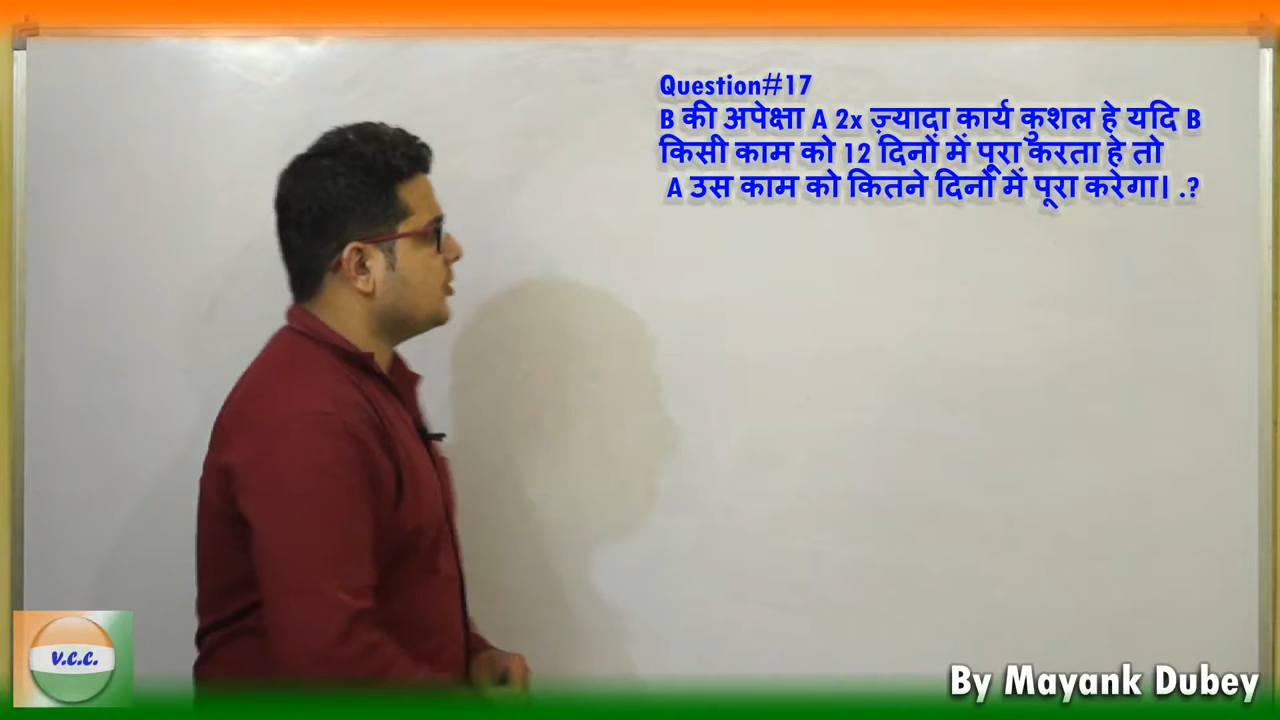 Question#17
B की अपेक्षा A 2x ज़्यादा कार्य कुशल हे यदि B
किसी काम को 12 दिनों में पूरा करता हे तो
A उस काम को कितने दिनों में पूरा करेगा। .?
V.C.C.
By Mayank Dubey